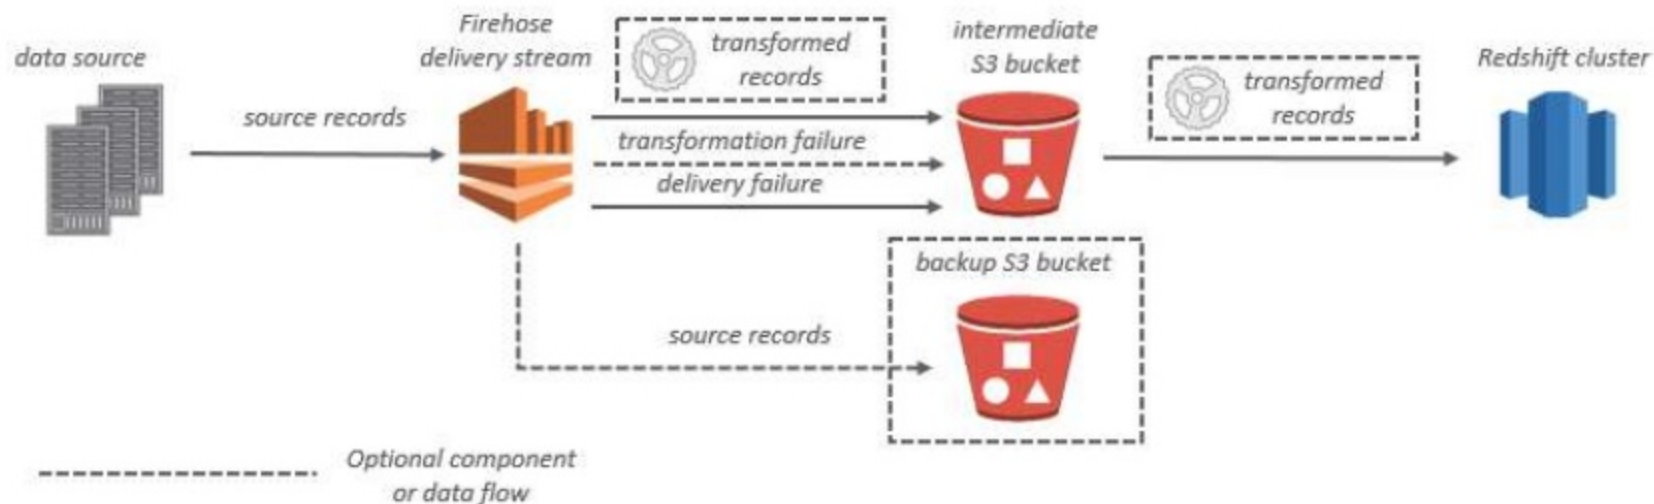 data source
source records
Firehose
delivery stream
transformed
records
transformation failure
delivery failure
intermediate
S3 bucket
transformed
records
Redshift cluster
backup S3 bucket
source records
Optional component
or data flow